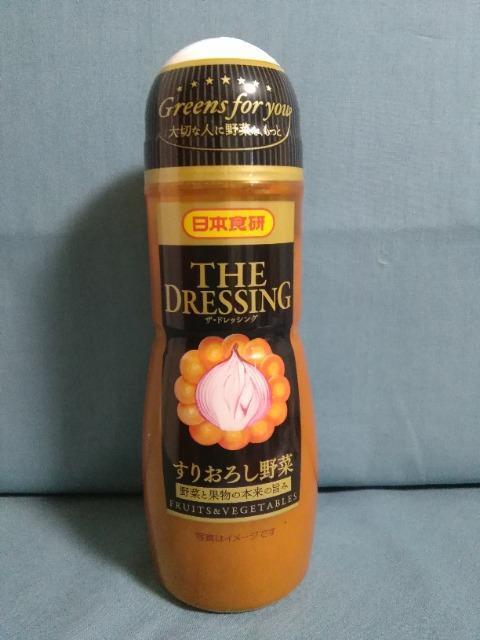 Greens for you?
大切な人に野菜をもっと
日本食研
THE
DRESSING
ザ・ドレッシング
すりおろし野菜
野菜と果物の本来の旨み
FRUITS&VEGETABLES
写真はイメージです